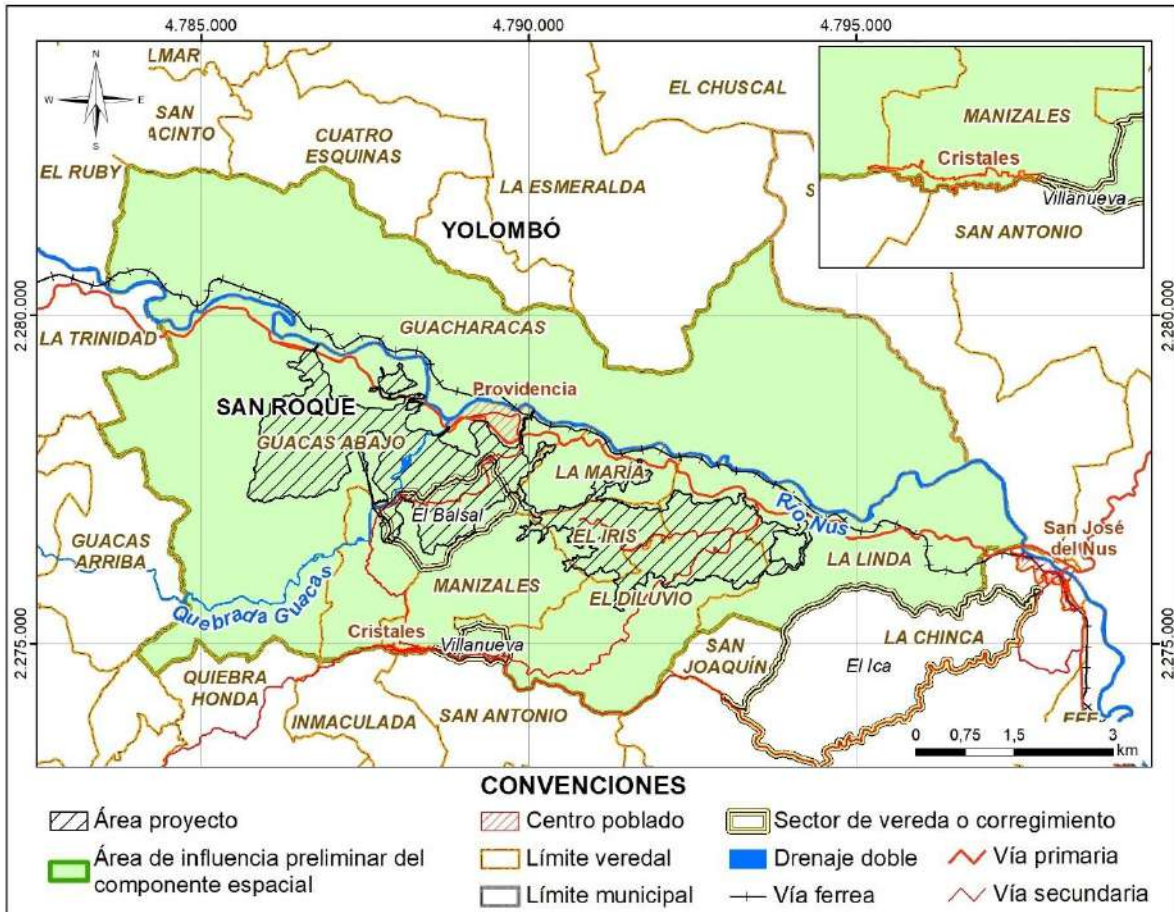 4.785.000
4.790.000
4.795.000
N
W
E
S
LMAR
SAN
ACINTO
EL RUBY
CUATRO
ESQUINAS
EL CHUSCAL
LA ESMERALDA
YOLOMBÓ
MANIZALES
Cristales
Villanueva
S
SAN ANTONIO
2.280.000
2.280.000
LA TRINIDAD
GUACHARACAS
Providencia
SAN ROQUE
GUACAS ABAJO
LA MARÍA
Río Nus
El Balsal
EL IRIS
San José
del Nus
GUACAS
ARRIBA
LA LINDA
MANIZALES
EL DILUVIO
Quebrada Guacas
2.275.000
2.275.000
Cristales
Villanueva
SAN
JOAQUÍN
LA CHINCA
El Ica
QUIEBRA
HONDA
INMACULADA
SAN ANTONIO
0 0,75 1,5 3
km
CONVENCIONES
Área proyecto
Centro poblado
Sector de vereda o corregimiento
Área de influencia preliminar del
componente espacial
Límite veredal
Drenaje doble
Vía primaria
Límite municipal
Vía ferrea
Vía secundaria